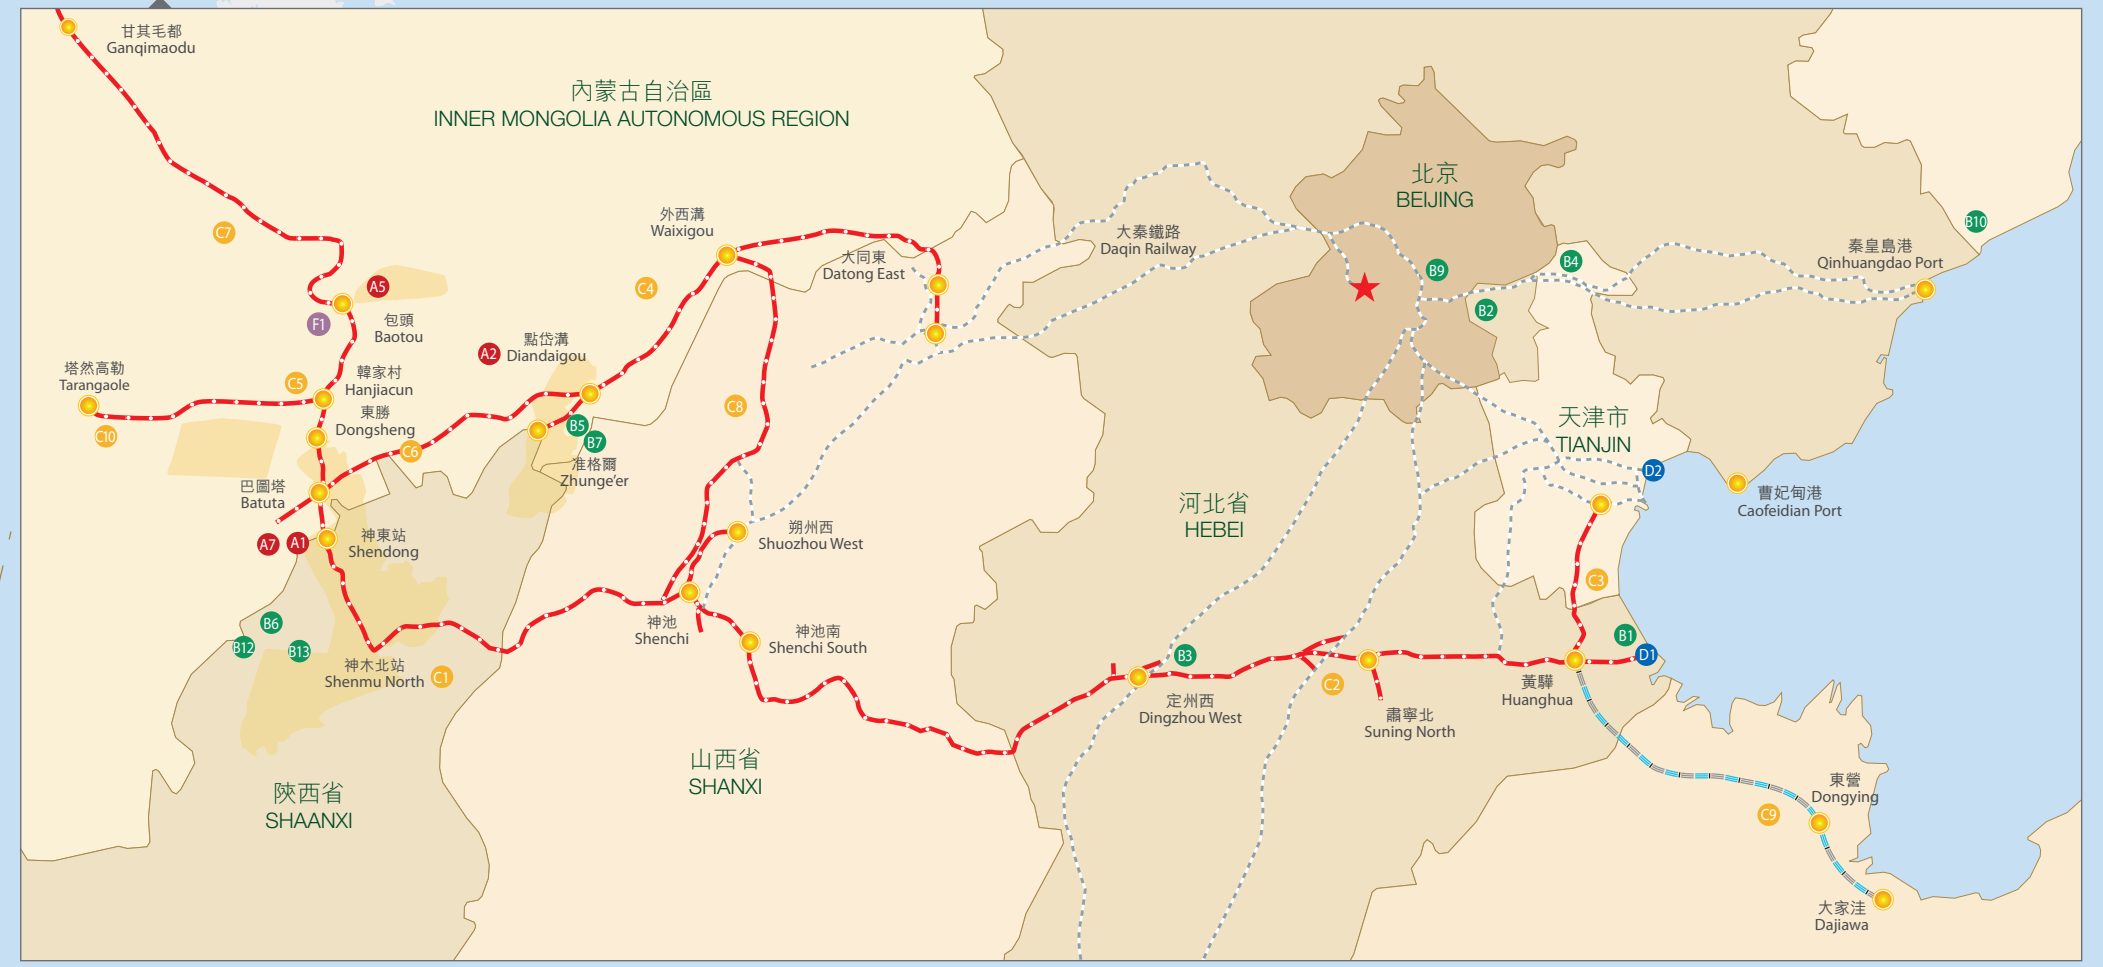 甘其毛都
Ganqimaodu
內蒙古自治區
INNER MONGOLIA AUTONOMOUS REGION
北京
BEIJING
C7
外西溝
Waixigou
大秦鐵路
Daqin Railway
B10
秦皇島港
Qinhuangdao Port
大同東
Datong East
B9
B4
A5
C4
F1
包頭
Baotou
B2
點岱溝
Diandaigou
A2
塔然高勒
Tarangaole
C5
韓家村
Hanjiacun
C10
東勝
Dongsheng
C6
B5
B7
C8
天津市
TIANJIN
准格爾
Zhunge'er
D2
巴圖塔
Batuta
曹妃甸港
Caofeidian Port
河北省
HEBEI
A7
A1
神東站
Shendong
朔州西
Shuozhou West
C3
B6
B12
B13
神池
Shenchi
神池南
Shenchi South
B1
D1
B3
神木北站
Shenmu North
C1
C2
黃驊
Huanghua
定州西
Dingzhou West
肅寧北
Suning North
山西省
SHANXI
陝西省
SHAANXI
東營
Dongying
C9
大家洼
Dajiawa